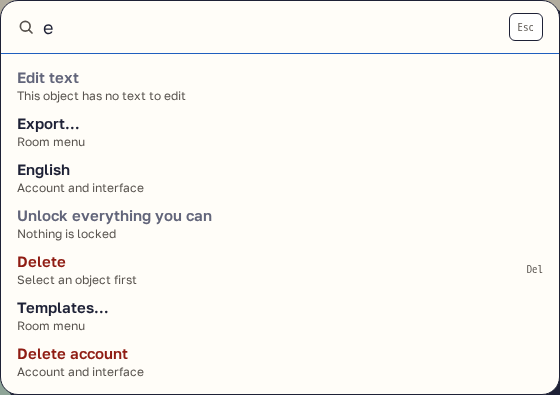 e
Esc
Edit text
This object has no text to edit
Export…
Room menu
English
Account and interface
Unlock everything you can
Nothing is locked
Delete
Select an object first
Del
Templates…
Room menu
Delete account
Account and interface